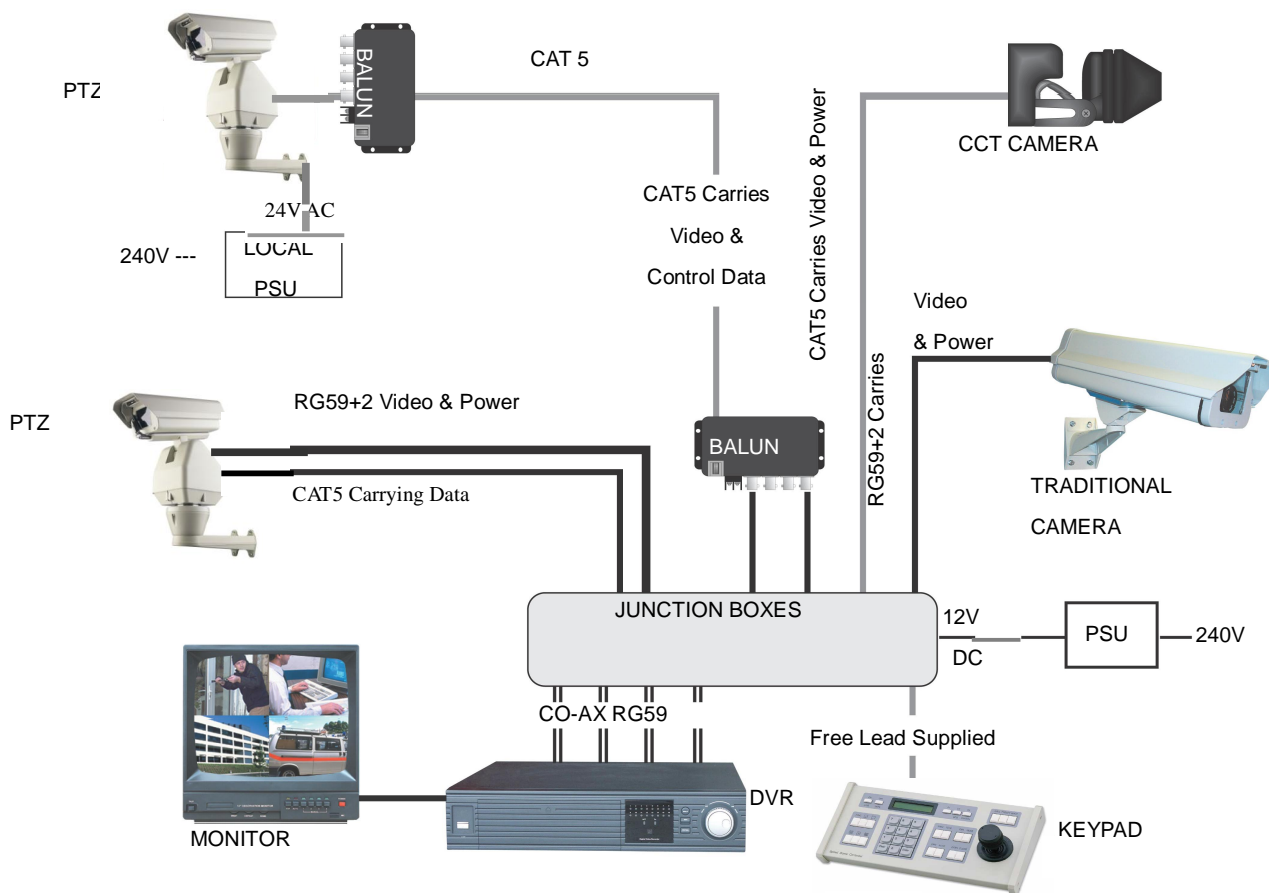 CAT 5
BALUN
PTZ
CCT CAMERA
24V AC
240V ---
LOCAL
PSU
CAT5 Carries
Video &
Control Data
CAT5 Carries Video & Power
RG59+2 Carries
Video
& Power
RG59+2 Video & Power
PTZ
CAT5 Carrying Data
BALUN
TRADITIONAL
CAMERA
JUNCTION BOXES
12V
DC
PSU
240V
CO-AX RG59
Free Lead Supplied
DVR
MONITOR
KEYPAD